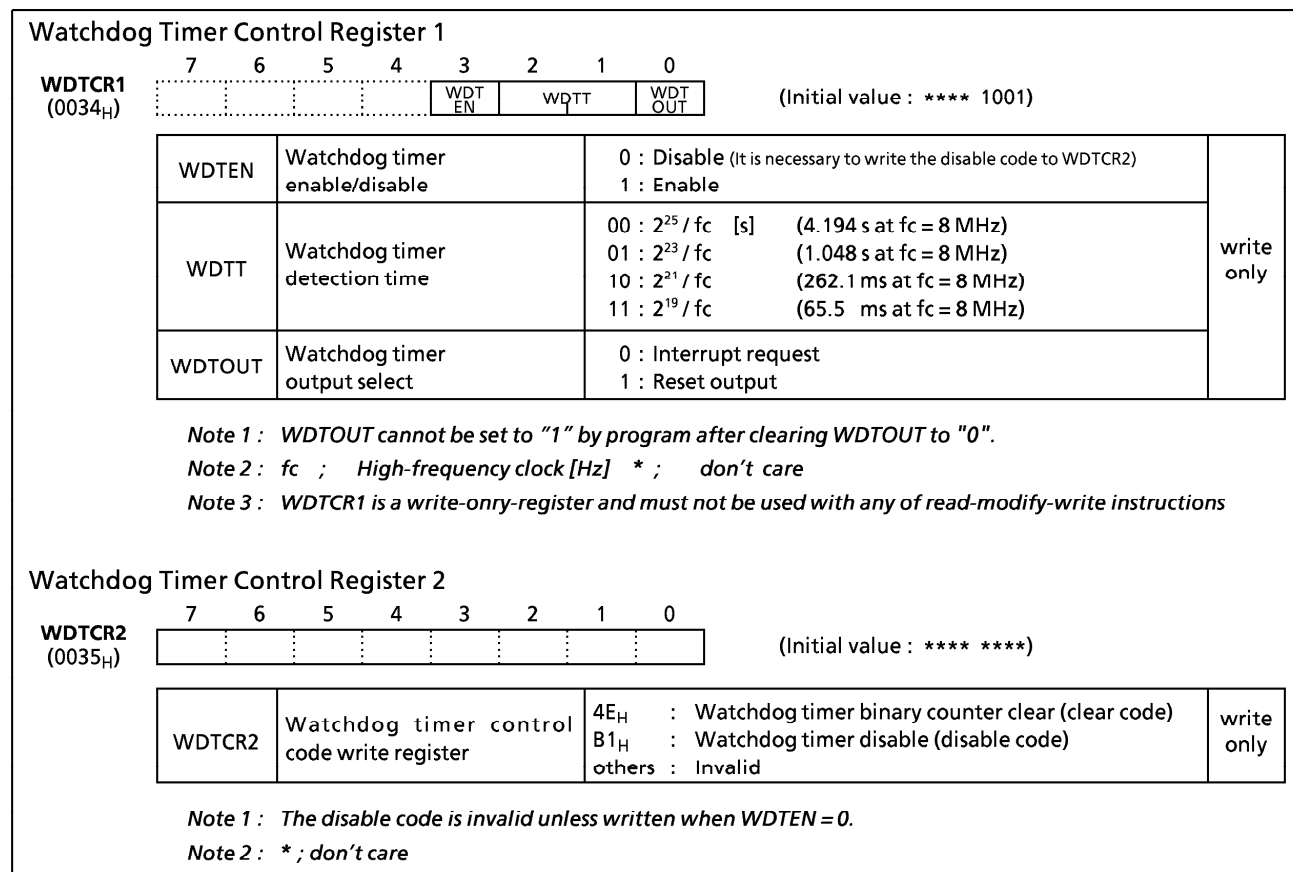 Watchdog Timer Control Register 1
7 6 5 4 3 2 1 0
WDTCR1 (0034H) WDT EN WDTT WDT OUT (Initial value : **** 1001)
WDTEN Watchdog timer enable/disable 0 : Disable (It is necessary to write the disable code to WDTCR2)
1 : Enable
WDTT Watchdog timer detection time 00 : 2²⁵ / fc [s] (4.194 s at fc = 8 MHz)
01 : 2²³ / fc (1.048 s at fc = 8 MHz)
10 : 2²¹ / fc (262.1 ms at fc = 8 MHz)
11 : 2¹⁹ / fc (65.5 ms at fc = 8 MHz)
write only
WDTOUT Watchdog timer output select 0 : Interrupt request
1 : Reset output
Note 1 : WDTOUT cannot be set to "1" by program after clearing WDTOUT to "0".
Note 2 : fc ; High-frequency clock [Hz] * ; don't care
Note 3 : WDTCR1 is a write-onry-register and must not be used with any of read-modify-write instructions
Watchdog Timer Control Register 2
7 6 5 4 3 2 1 0
WDTCR2 (0035H) (Initial value : **** ****)
WDTCR2 Watchdog timer control code write register 4EH : Watchdog timer binary counter clear (clear code)
B1H : Watchdog timer disable (disable code)
others : Invalid
write only
Note 1 : The disable code is invalid unless written when WDTEN = 0.
Note 2 : * ; don't care